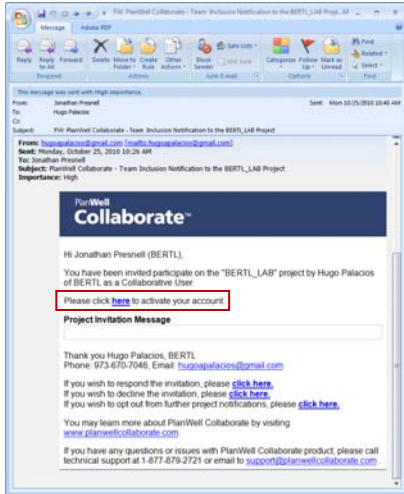 FW: PlanWell Collaborate - Team Inclusion Notification to the BERTL_LAB Proje...
Message Adobe PDF
Reply Reply to All Forward Delete Move to Folder Create Rule Other Actions Block Sender Safe Lists Categorize Follow Up Mark as Unread Find Related Select
Respond Actions Junk E-mail Options Find
This message was sent with High importance.
From: Jonathan Presnell Sent: Mon 10/25/2010 10:40 AM
To: Hugo Palacios
Cc:
Subject: FW: PlanWell Collaborate - Team Inclusion Notification to the BERTL_LAB Project
From: hugoapalacios@gmail.com [mailto:hugoapalacios@gmail.com]
Sent: Monday, October 25, 2010 10:26 AM
To: Jonathan Presnell
Subject: PlanWell Collaborate - Team Inclusion Notification to the BERTL_LAB Project
Importance: High
PlanWell
Collaborate™
Hi Jonathan Presnell (BERTL),
You have been invited participate on the "BERTL_LAB" project by Hugo Palacios
of BERTL as a Collaborative User.
Please click here to activate your account.
Project Invitation Message
Thank you Hugo Palacios, BERTL
Phone: 973-670-7046, Email: hugoapalacios@gmail.com
If you wish to respond the invitation, please click here.
If you wish to decline the invitation, please click here.
If you wish to opt out from further project notifications, please click here.
You may learn more about PlanWell Collaborate by visiting
www.planwellcollaborate.com
If you have any questions or issues with PlanWell Collaborate product, please call
technical support at 1-877-879-2721 or email to support@planwellcollaborate.com